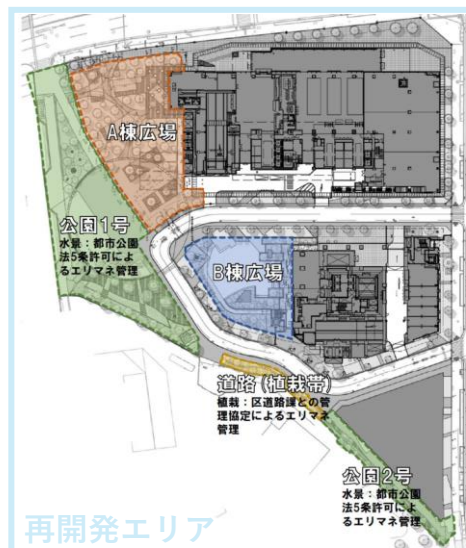 A棟広場
公園1号
水景：都市公園
法5条許可によ
るエリマネ管理
B棟広場
道路（植栽帯）
植栽：区道路課との管
理協定によるエリマネ
管理
公園2号
水景：都市公園
法5条許可によ
るエリマネ管理
再開発エリア